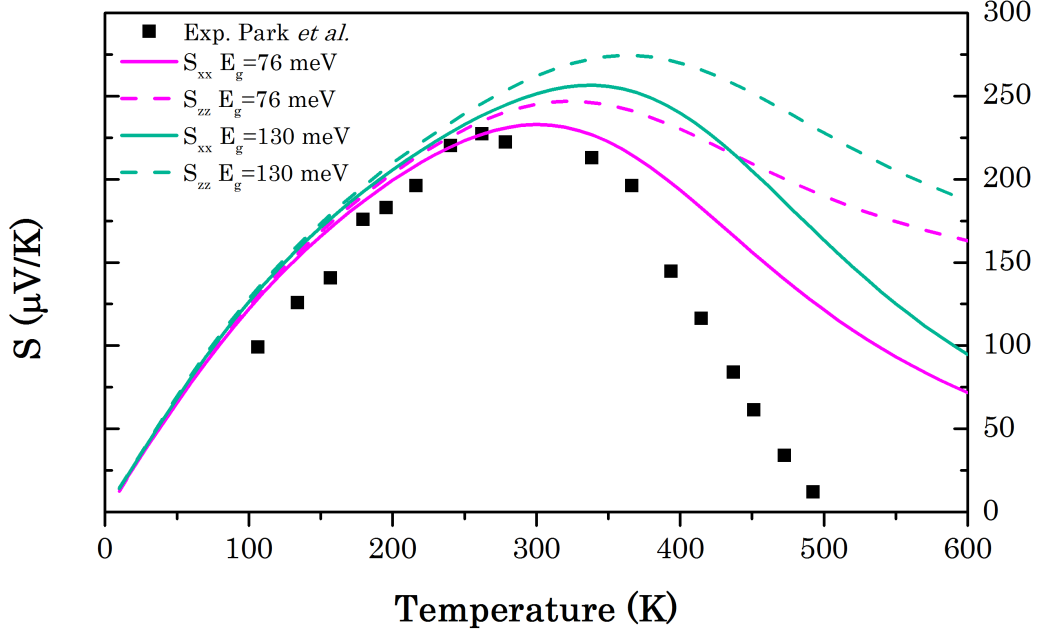 Exp. Park et al.
Sxx Eg=76 meV
Szz Eg=76 meV
Sxx Eg=130 meV
Szz Eg=130 meV
300
250
200
150
100
50
0
S (μV/K)
0 100 200 300 400 500 600
Temperature (K)